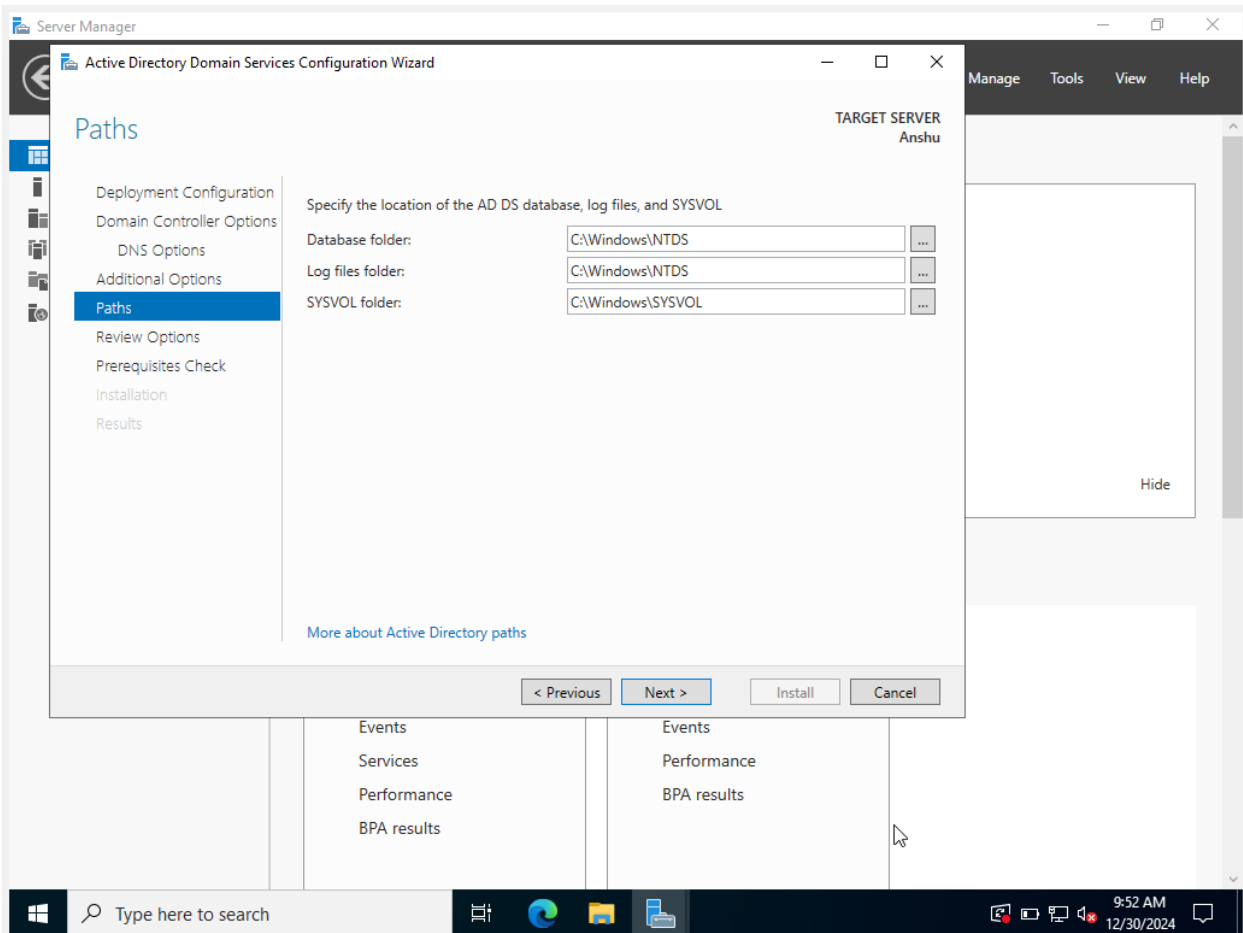 Server Manager
Active Directory Domain Services Configuration Wizard
Manage Tools View Help
Paths
TARGET SERVER
Anshu
Deployment Configuration
Domain Controller Options
DNS Options
Additional Options
Paths
Review Options
Prerequisites Check
Installation
Results
Specify the location of the AD DS database, log files, and SYSVOL
Database folder: C:\Windows\NTDS ...
Log files folder: C:\Windows\NTDS ...
SYSVOL folder: C:\Windows\SYSVOL ...
Hide
More about Active Directory paths
< Previous Next > Install Cancel
Events Events
Services Performance
Performance BPA results
BPA results
Type here to search
9:52 AM
12/30/2024